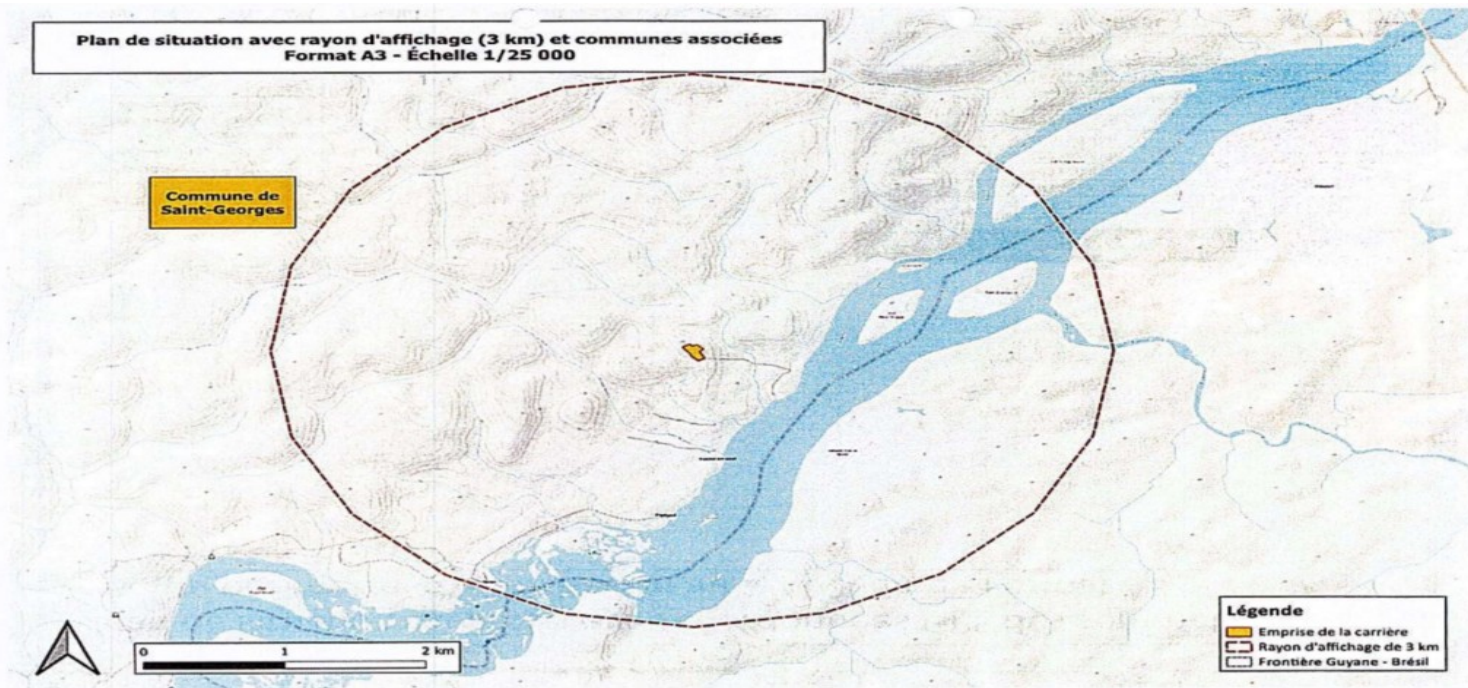 Plan de situation avec rayon d'affichage (3 km) et communes associées
Format A3 - Échelle 1/25 000
Commune de
Saint-Georges
0 1 2 km
Légende
Emprise de la carrière
Rayon d'affichage de 3 km
Frontière Guyane - Brésil